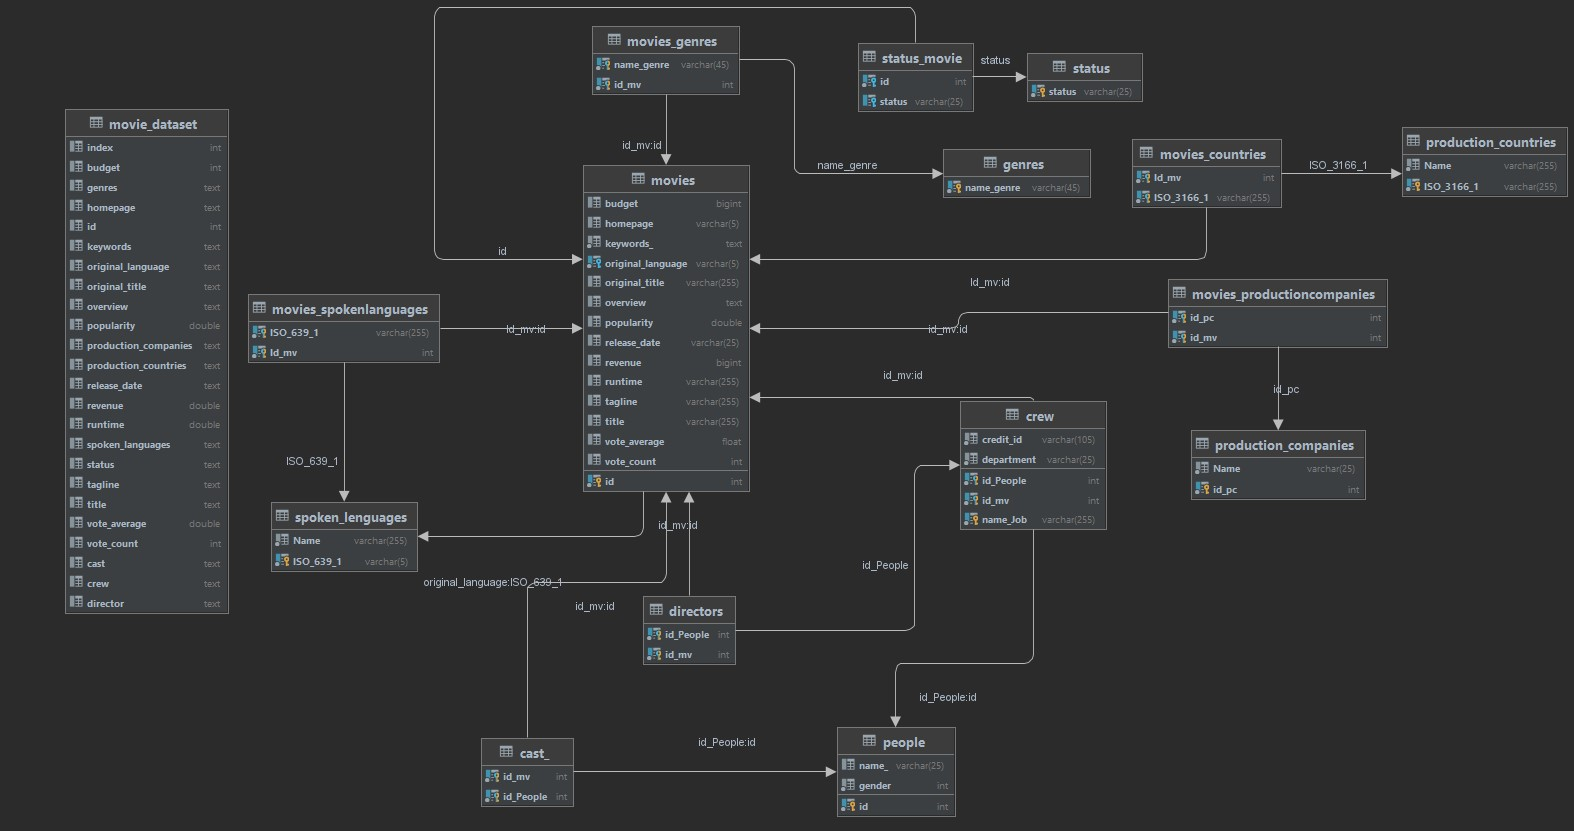 movies_genres
name_genre varchar(45)
id_mv int
status_movie
id int
status varchar(25)
status
status
status varchar(25)
movie_dataset
index int
budget int
genres text
homepage text
id int
keywords text
original_language text
original_title text
overview text
popularity double
production_companies text
production_countries text
release_date text
revenue double
runtime double
spoken_languages text
status text
tagline text
title text
vote_average double
vote_count int
cast text
crew text
director text
id_mv:id
name_genre
genres
name_genre varchar(45)
movies_countries
Id_mv int
ISO_3166_1 varchar(255)
ISO_3166_1
production_countries
Name varchar(255)
ISO_3166_1 varchar(255)
movies
budget bigint
homepage varchar(5)
keywords_ text
original_language varchar(5)
original_title varchar(255)
overview text
popularity double
release_date varchar(25)
revenue bigint
runtime varchar(255)
tagline varchar(255)
title varchar(255)
vote_average float
vote_count int
id int
id
Id_mv:id
movies_spokenlanguages
ISO_639_1 varchar(255)
Id_mv int
Id_mv:id
id_mv:id
movies_productioncompanies
id_pc int
id_mv int
id_mv:id
id_pc
crew
credit_id varchar(105)
department varchar(25)
id_People int
id_mv int
name_Job varchar(255)
production_companies
Name varchar(25)
id_pc int
ISO_639_1
spoken_lenguages
Name varchar(255)
ISO_639_1 varchar(5)
id_mv:id
original_language:ISO_639_1
id_mv:id
id_People
directors
id_People int
id_mv int
id_People:id
id_People:id
cast_
id_mv int
id_People int
people
name_ varchar(25)
gender int
id int